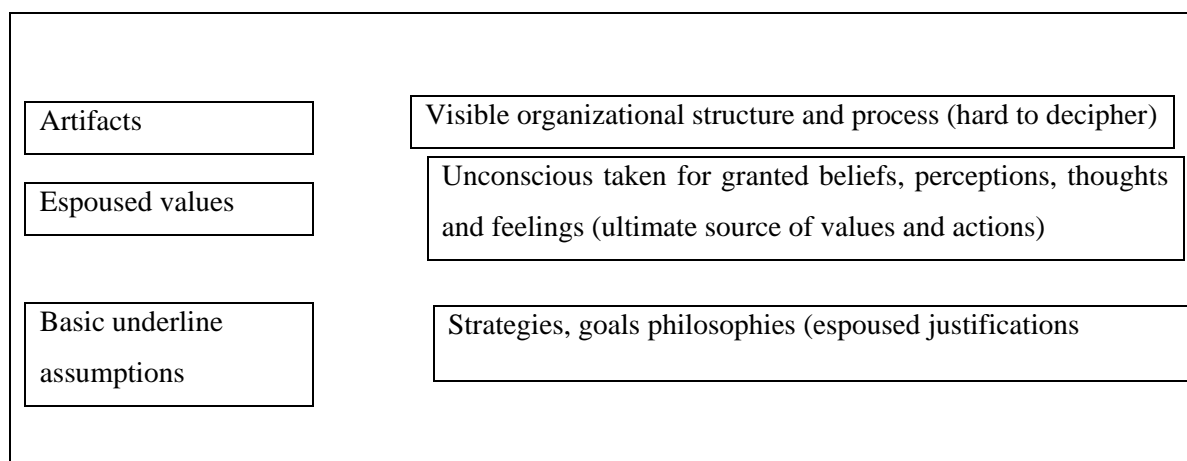 Artifacts
Visible organizational structure and process (hard to decipher)
Espoused values
Unconscious taken for granted beliefs, perceptions, thoughts
and feelings (ultimate source of values and actions)
Basic underline
assumptions
Strategies, goals philosophies (espoused justifications